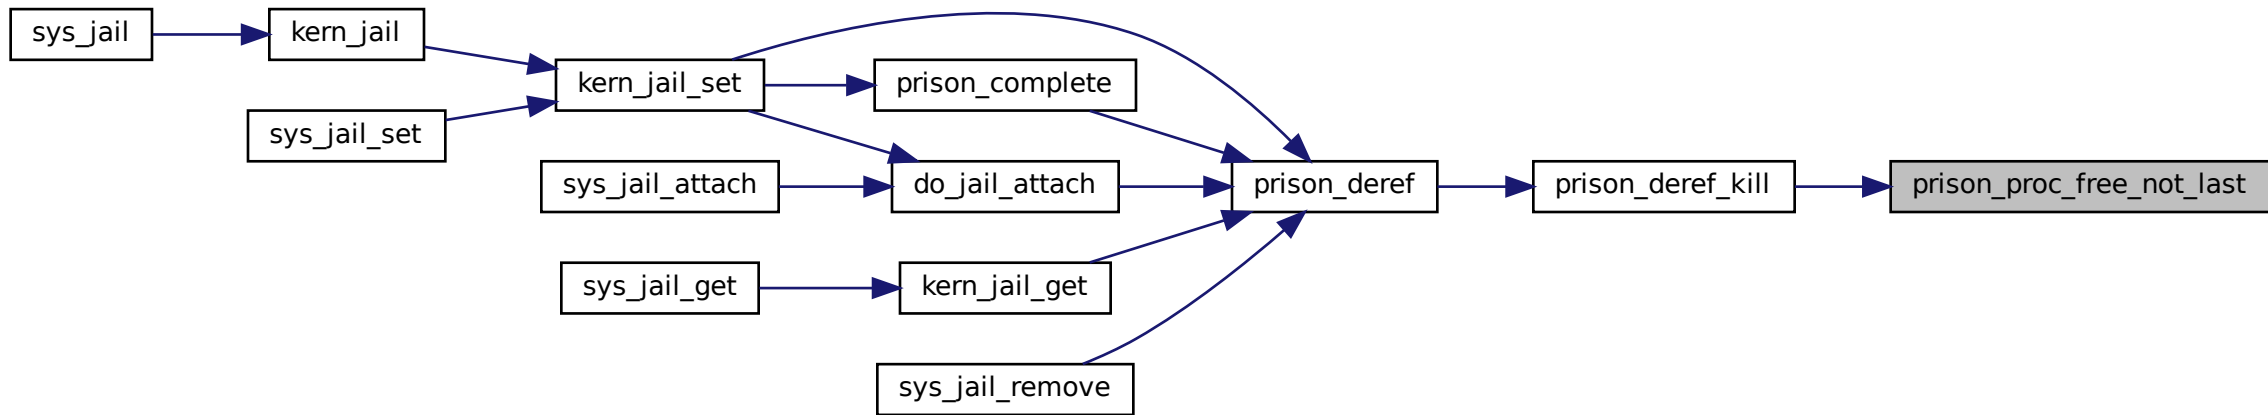 sys_jail
kern_jail
kern_jail_set
prison_complete
sys_jail_set
sys_jail_attach
do_jail_attach
prison_deref
prison_deref_kill
prison_proc_free_not_last
sys_jail_get
kern_jail_get
sys_jail_remove